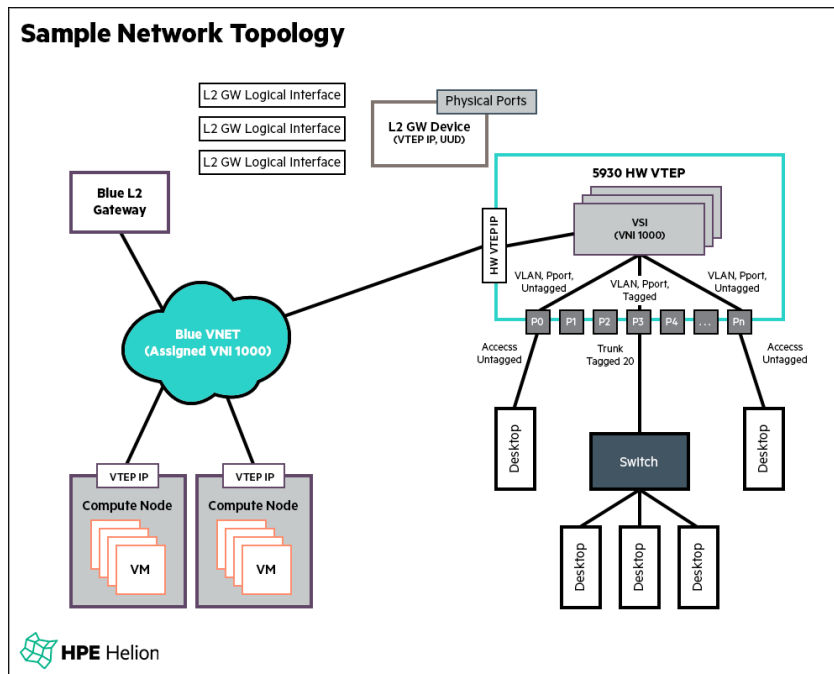 Sample Network Topology
L2 GW Logical Interface
L2 GW Logical Interface
L2 GW Logical Interface
Physical Ports
L2 GW Device
(VTEP IP, UUD)
Blue L2
Gateway
5930 HW VTEP
HW VTEP IP
VSI
(VNI 1000)
VLAN, Pport,
Untagged
VLAN, Pport,
Tagged
VLAN, Pport,
Untagged
P0
P1
P2
P3
P4
...
Pn
Blue VNET
(Assigned VNI 1000)
Accecss
Untagged
Trunk
Tagged 20
Accecss
Untagged
Desktop
Desktop
Switch
VTEP IP
VTEP IP
Compute Node
Compute Node
VM
VM
Desktop
Desktop
Desktop
HPE Helion